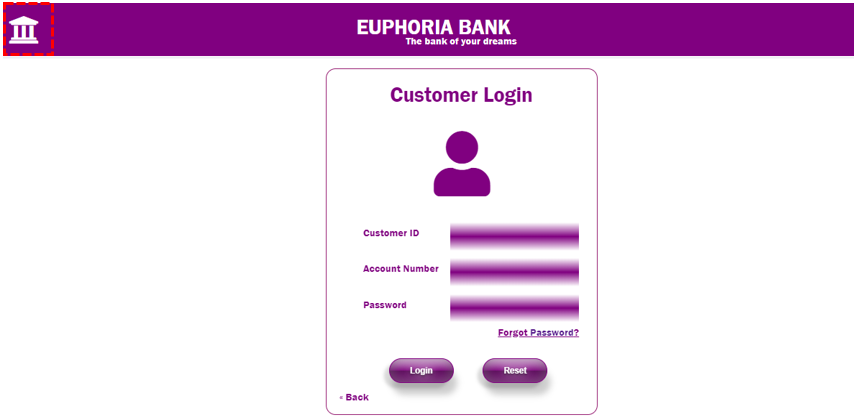 EUPHORIA BANK
The bank of your dreams
Customer Login
Customer ID
Account Number
Password
Forgot Password?
Login Reset
« Back